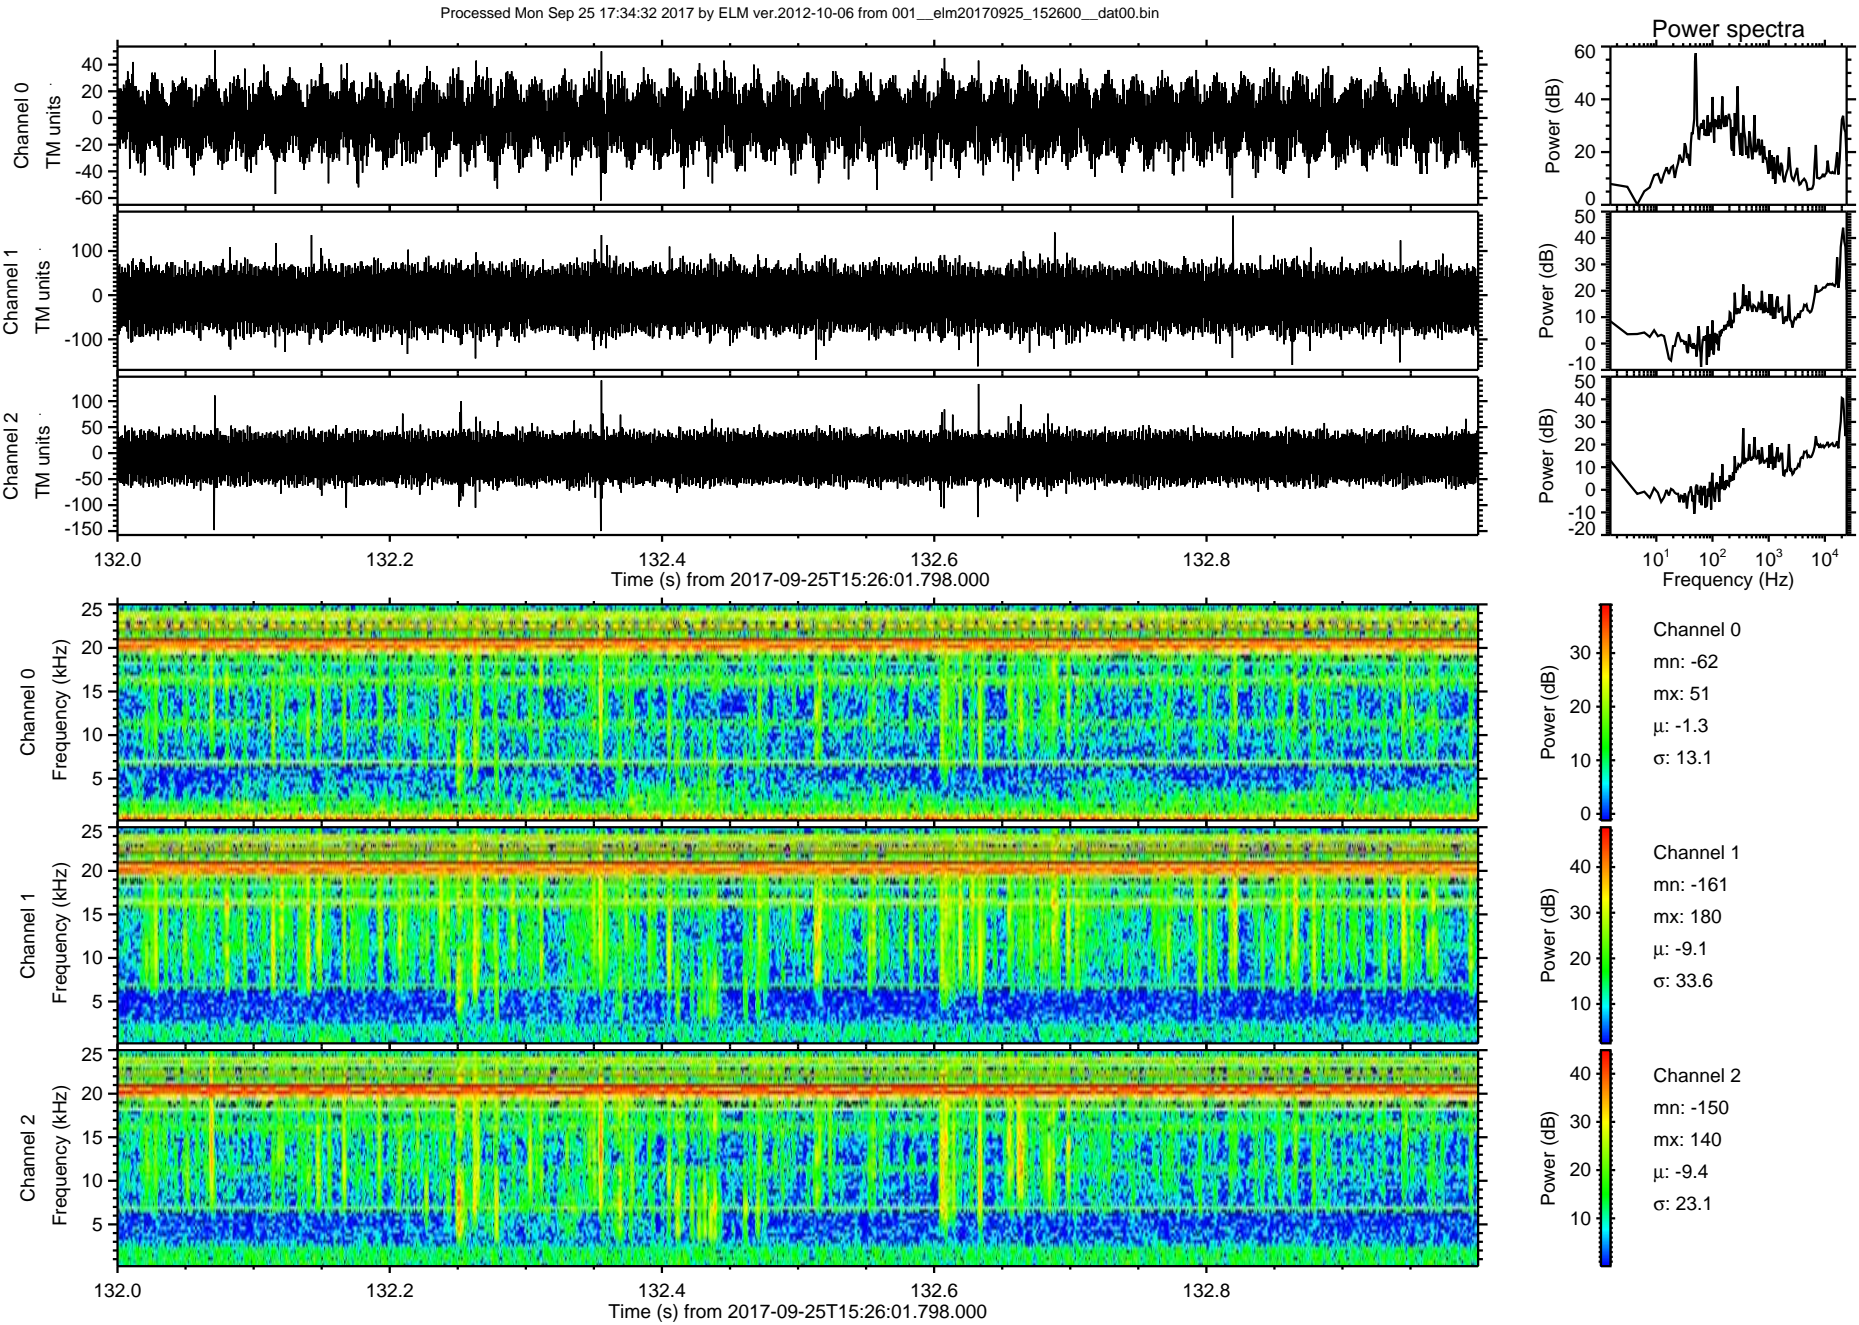 Processed Mon Sep 25 17:34:32 2017 by ELM ver.2012-10-06 from 001__elm20170925_152600__dat00.bin
Power spectra
Channel 0
TM units
40
20
0
-20
-40
-60
Power (dB)
60
40
20
0
Channel 1
TM units
100
0
-100
Power (dB)
50
40
30
20
10
0
-10
Channel 2
TM units
100
50
0
-50
-100
-150
Power (dB)
50
40
30
20
10
0
-10
-20
132.0 132.2 132.4 132.6 132.8
Time (s) from 2017-09-25T15:26:01.798.000
10^1 10^2 10^3 10^4
Frequency (Hz)
Channel 0
Frequency (kHz)
25
20
15
10
5
Power (dB)
30
20
10
0
Channel 0
mn: -62
mx: 51
μ: -1.3
σ: 13.1
Channel 1
Frequency (kHz)
25
20
15
10
5
Power (dB)
40
30
20
10
Channel 1
mn: -161
mx: 180
μ: -9.1
σ: 33.6
Channel 2
Frequency (kHz)
25
20
15
10
5
Power (dB)
40
30
20
10
Channel 2
mn: -150
mx: 140
μ: -9.4
σ: 23.1
132.0 132.2 132.4 132.6 132.8
Time (s) from 2017-09-25T15:26:01.798.000